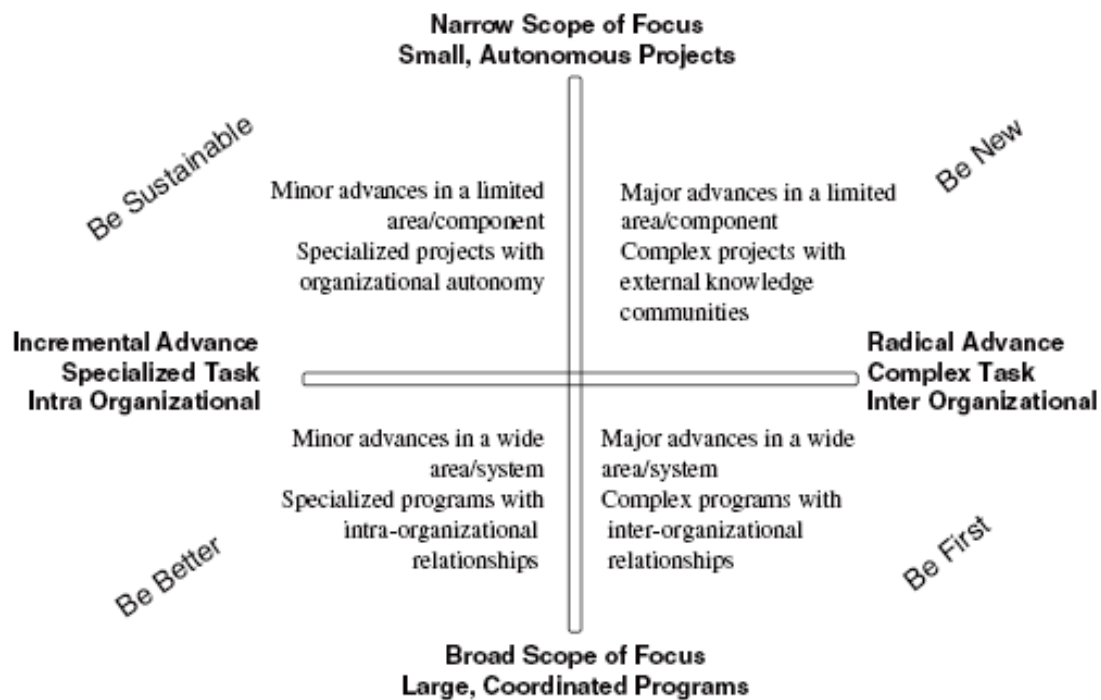 Narrow Scope of Focus
Small, Autonomous Projects
Be Sustainable
Be New
Minor advances in a limited
area/component
Specialized projects with
organizational autonomy
Major advances in a limited
area/component
Complex projects with
external knowledge
communities
Incremental Advance
Specialized Task
Intra Organizational
Radical Advance
Complex Task
Inter Organizational
Minor advances in a wide
area/system
Specialized programs with
intra-organizational
relationships
Major advances in a wide
area/system
Complex programs with
inter-organizational
relationships
Be Better
Be First
Broad Scope of Focus
Large, Coordinated Programs